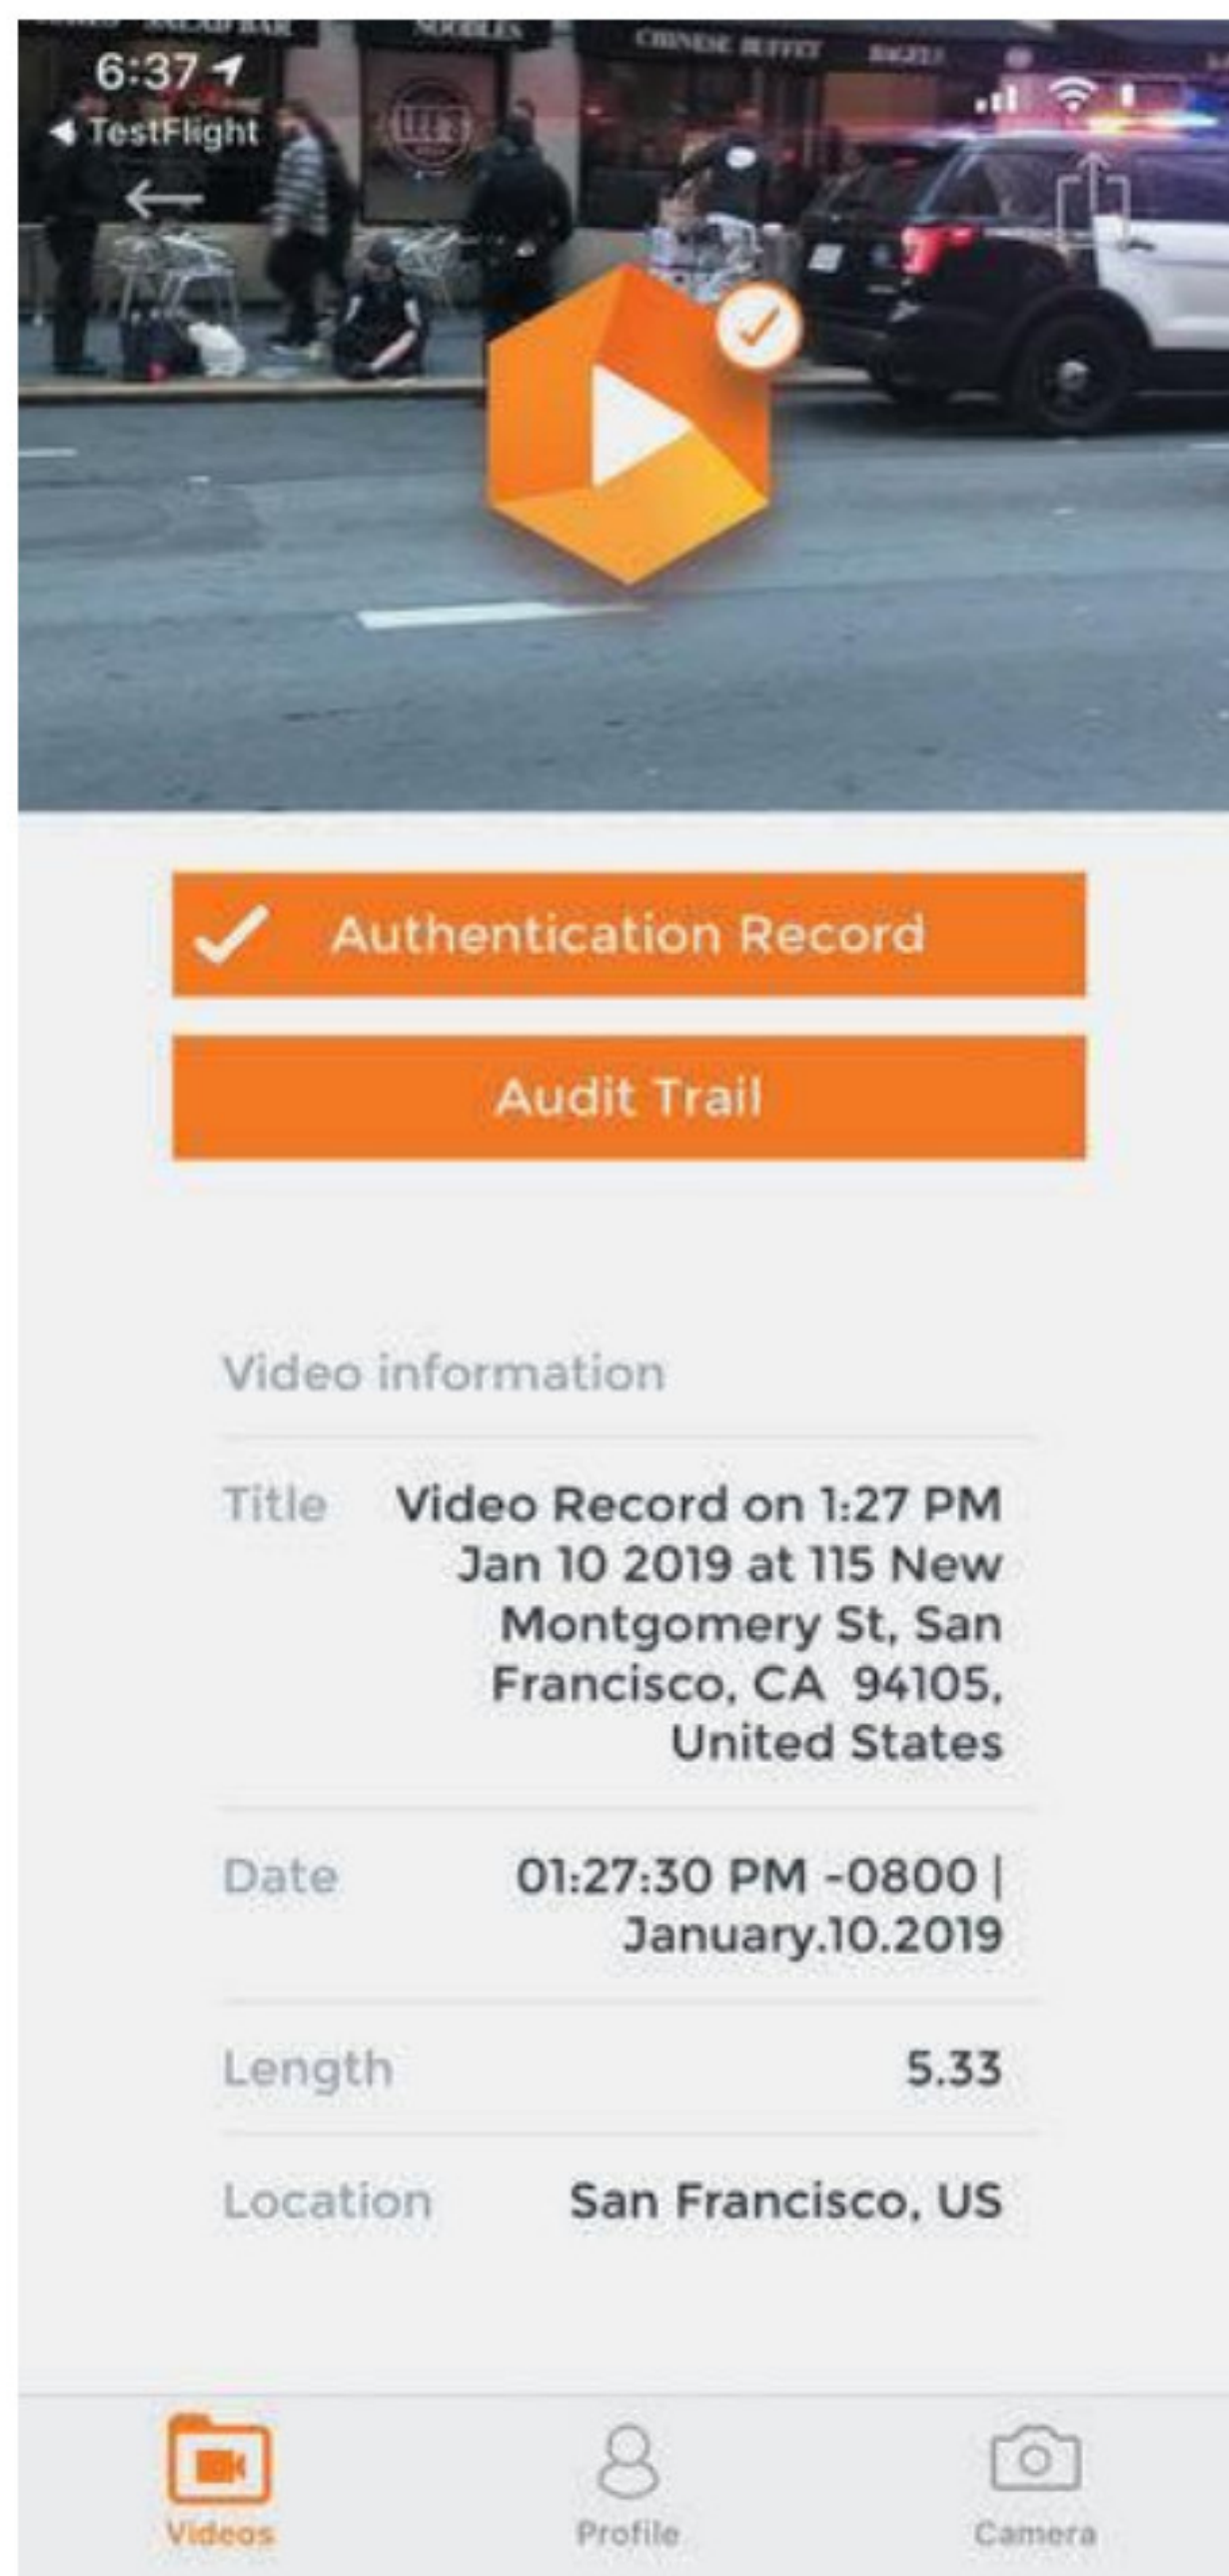 SALAD BAR
NOODLES
CHINESE BUFFET
BAGELS
6:37
TestFlight
Authentication Record
Audit Trail
Video information
Title
Video Record on 1:27 PM
Jan 10 2019 at 115 New
Montgomery St, San
Francisco, CA  94105,
United States
Date
01:27:30 PM -0800 |
January.10.2019
Length
5.33
Location
San Francisco, US
Videos
Profile
Camera